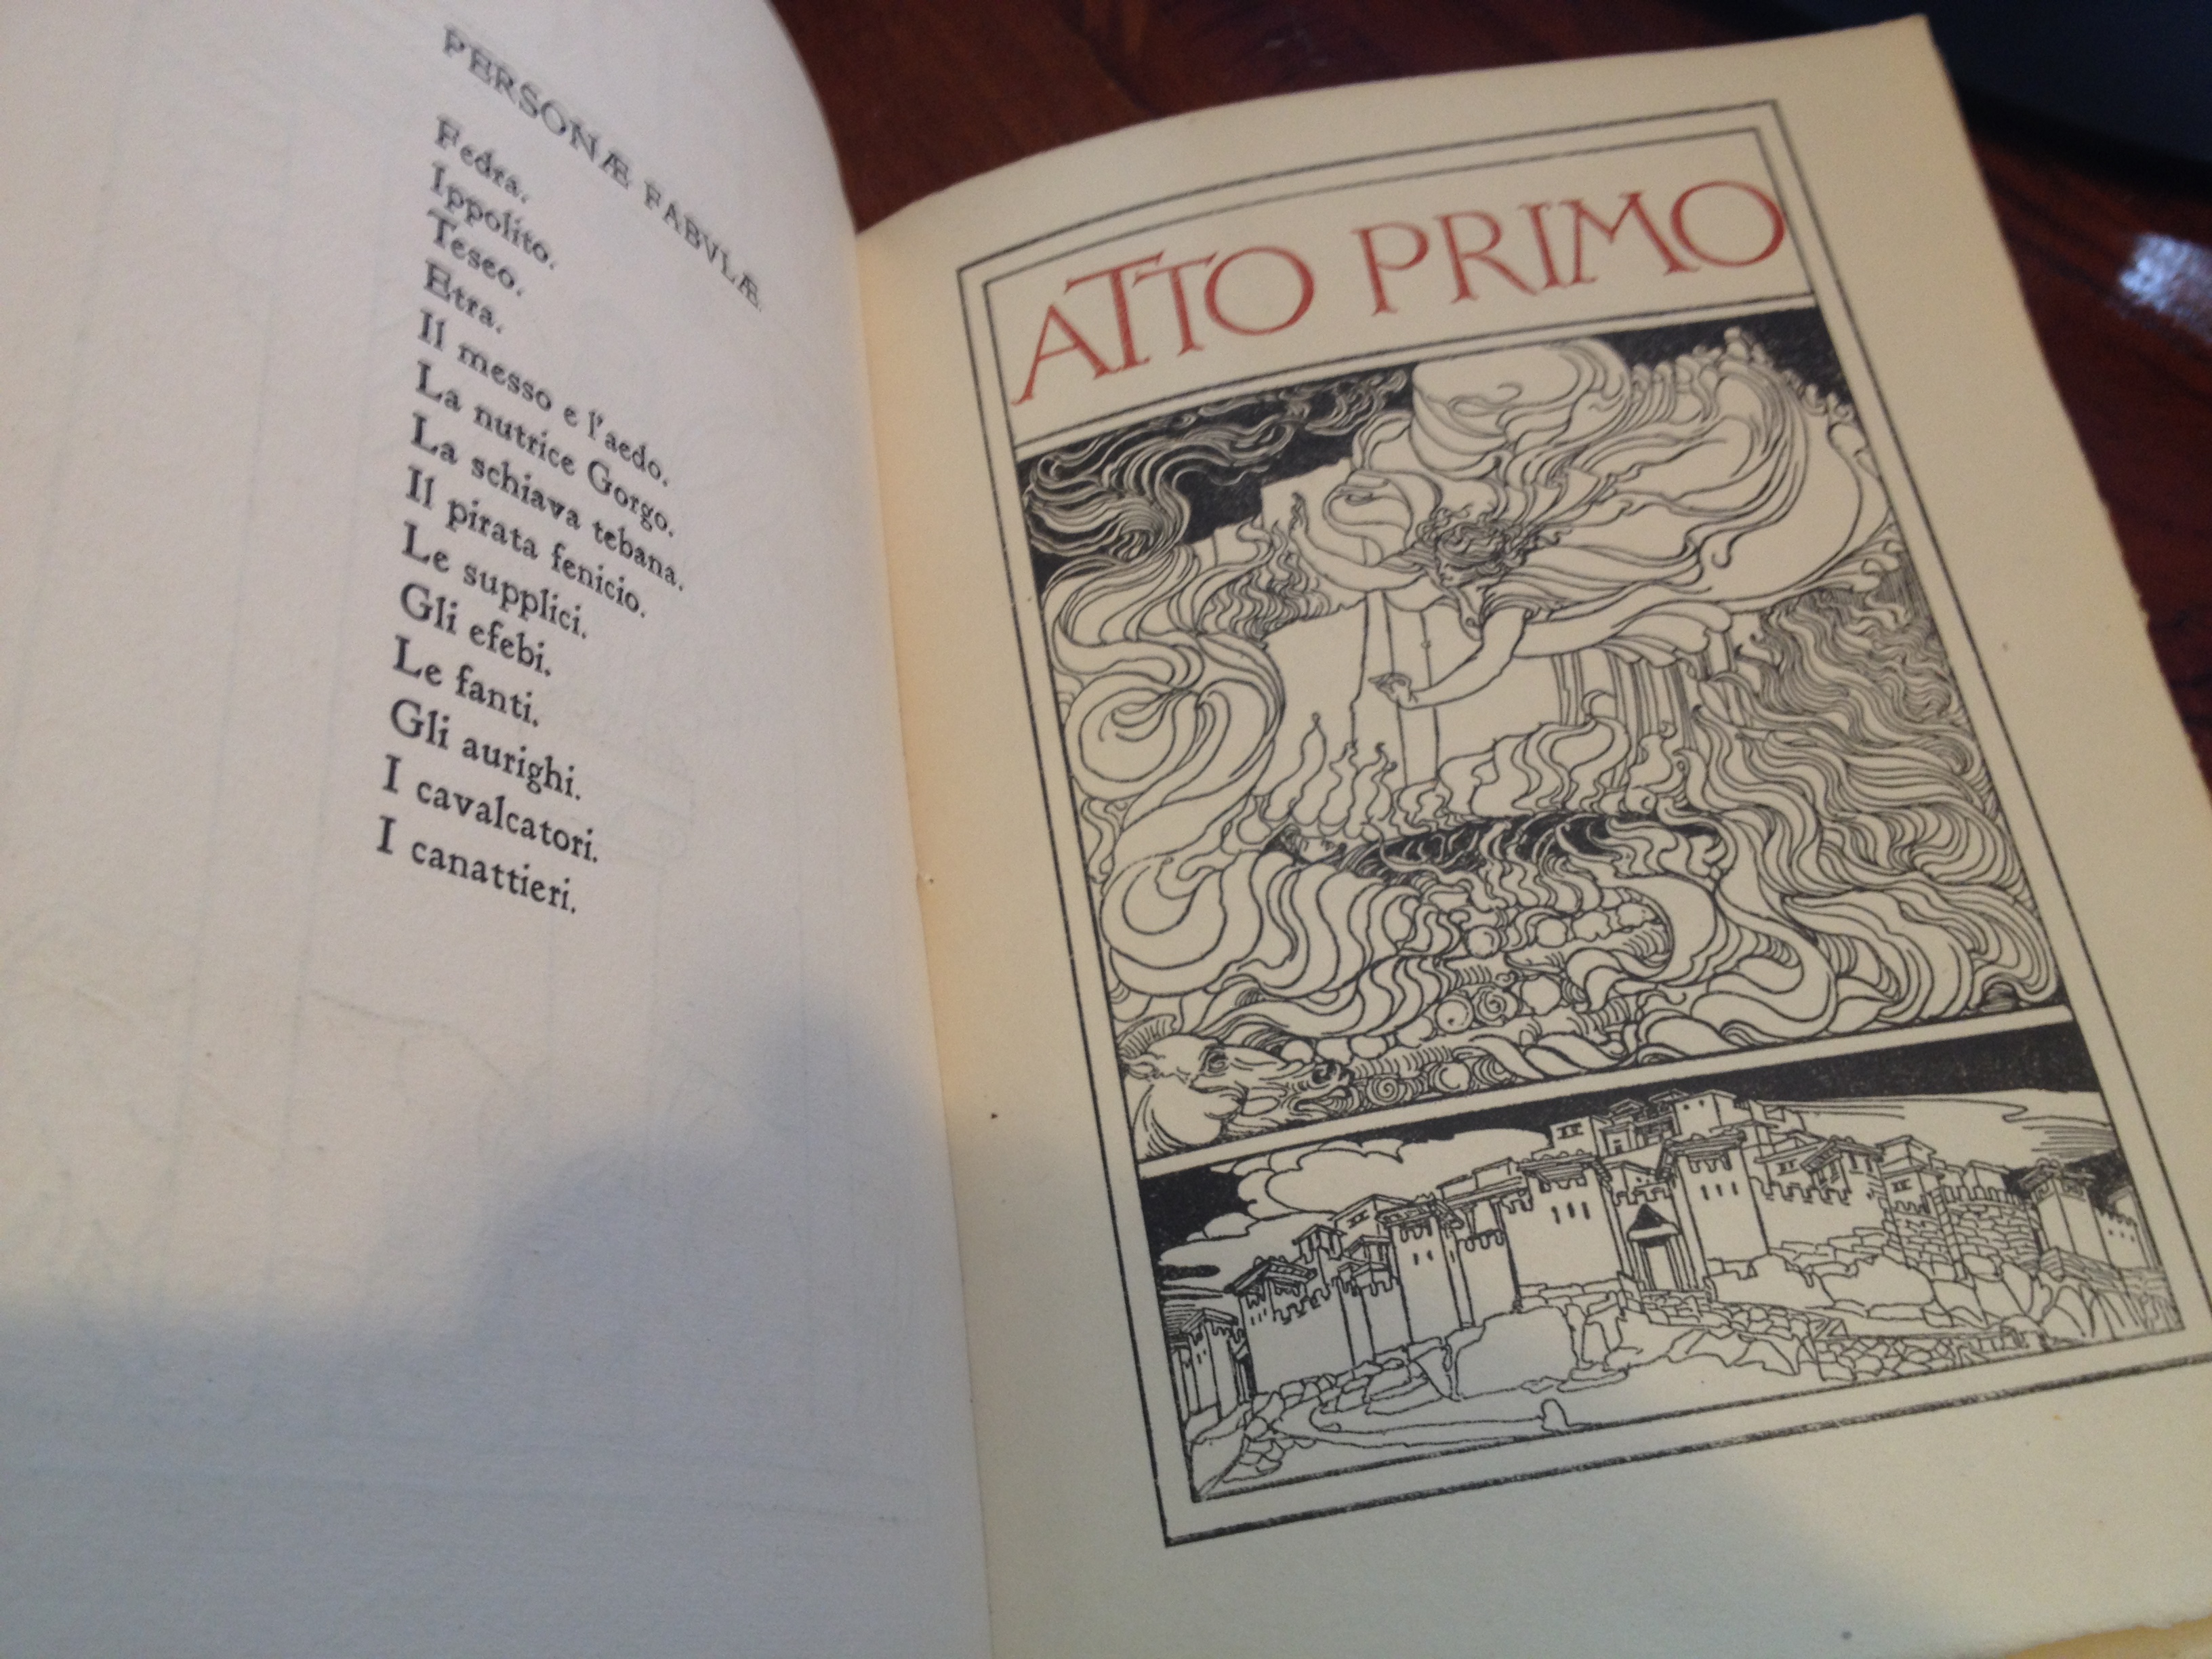 PERSONÆ FABVLÆ.
Fedra.
Ippolito.
Teseo.
Etra.
Il messo e l'aedo.
La nutrice Gorgo.
La schiava tebana.
Il pirata fenicio.
Le supplici.
Gli efebi.
Le fanti.
Gli aurighi.
I cavalcatori.
I canattieri.
ATTO PRIMO